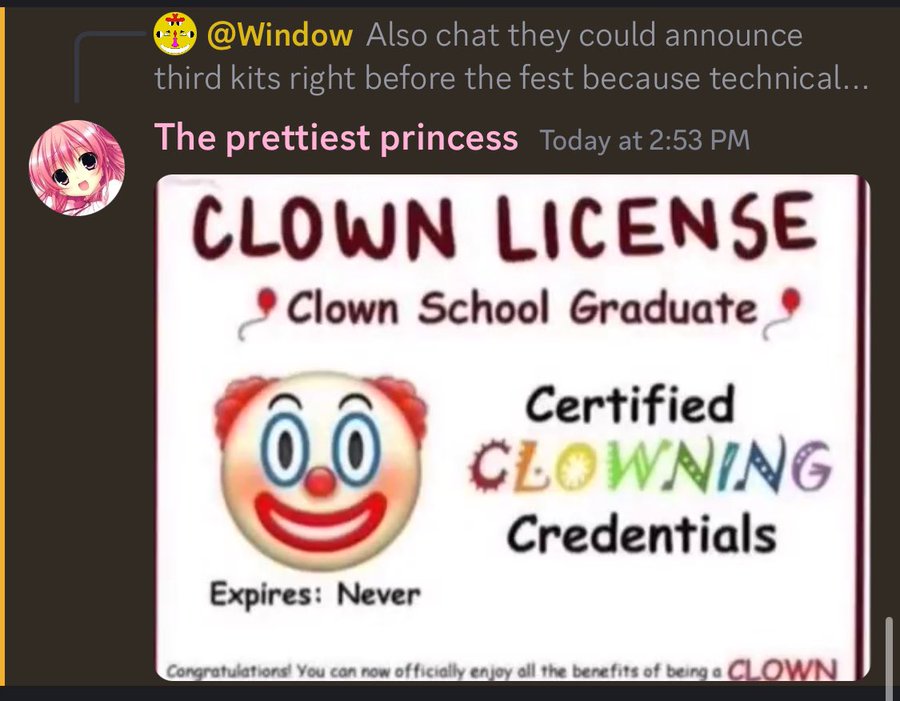 @Window Also chat they could announce
third kits right before the fest because technical...
The prettiest princess Today at 2:53 PM
CLOWN LICENSE
Clown School Graduate
Certified
CLOWNING
Credentials
Expires: Never
Congratulations! You can now officially enjoy all the benefits of being a CLOWN